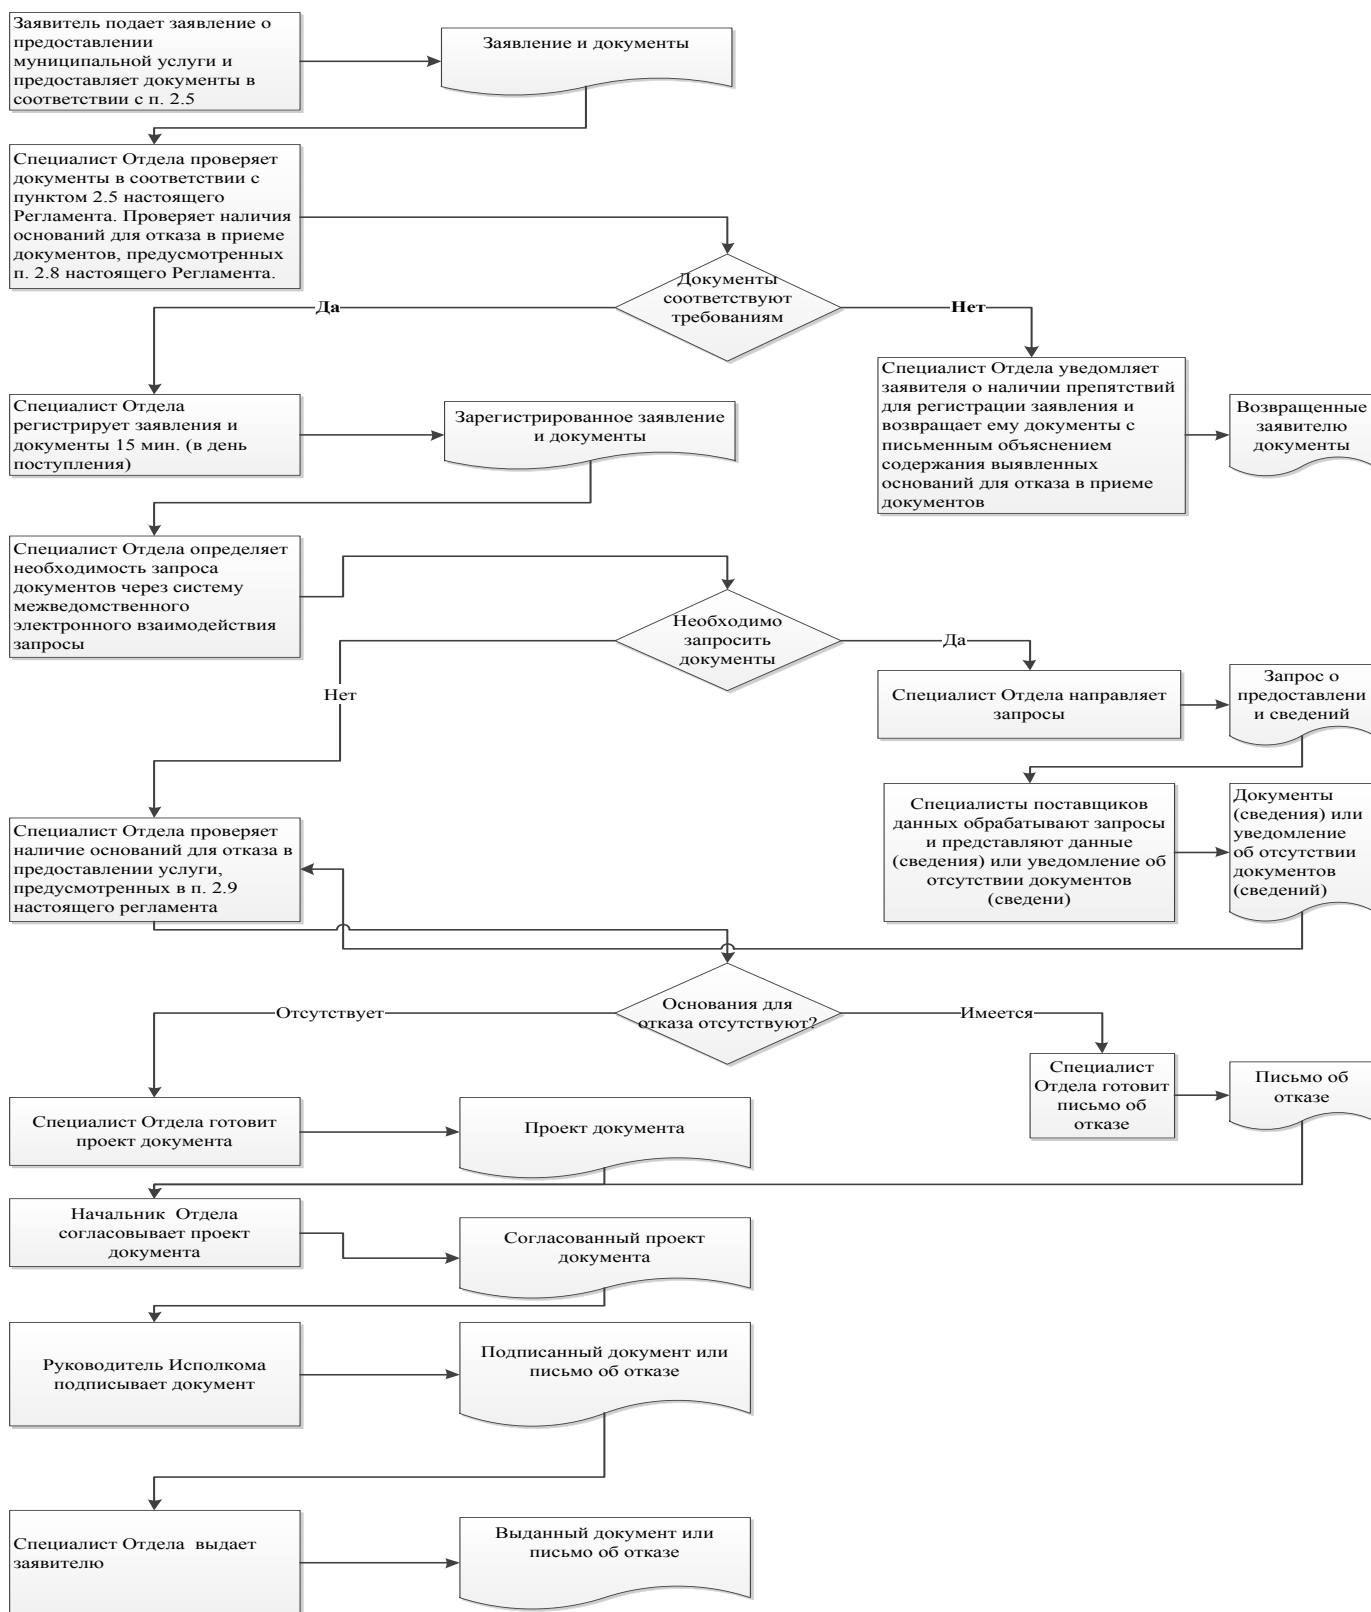 Заявитель подает заявление о
предоставлении
муниципальной услуги и
предоставляет документы в
соответствии с п. 2.5
Заявление и документы
Специалист Отдела проверяет
документы в соответствии с
пунктом 2.5 настоящего
Регламента. Проверяет наличия
оснований для отказа в приеме
документов, предусмотренных
п. 2.8 настоящего Регламента.
Документы
соответствуют
требованиям
Да
Нет
Специалист Отдела
регистрирует заявления и
документы 15 мин. (в день
поступления)
Зарегистрированное заявление
и документы
Специалист Отдела уведомляет
заявителя о наличии препятствий
для регистрации заявления и
возвращает ему документы с
письменным объяснением
содержания выявленных
оснований для отказа в приеме
документов
Возвращенные
заявителю
документы
Специалист Отдела определяет
необходимость запроса
документов через систему
межведомственного
электронного взаимодействия
запросы
Необходимо
запросить
документы
Да
Нет
Специалист Отдела направляет
запросы
Запрос о
предоставлени
и сведений
Специалисты поставщиков
данных обрабатывают запросы
и представляют данные
(сведения) или уведомление об
отсутствии документов
(сведени)
Документы
(сведения) или
уведомление
об отсутствии
документов
(сведений)
Специалист Отдела проверяет
наличие оснований для отказа в
предоставлении услуги,
предусмотренных в п. 2.9
настоящего регламента
Основания для
отказа отсутствуют?
Отсутствует
Имеется
Специалист
Отдела готовит
письмо об
отказе
Письмо об
отказе
Специалист Отдела готовит
проект документа
Проект документа
Начальник  Отдела
согласовывает проект
документа
Согласованный проект
документа
Руководитель Исполкома
подписывает документ
Подписанный документ или
письмо об отказе
Специалист Отдела  выдает
заявителю
Выданный документ или
письмо об отказе